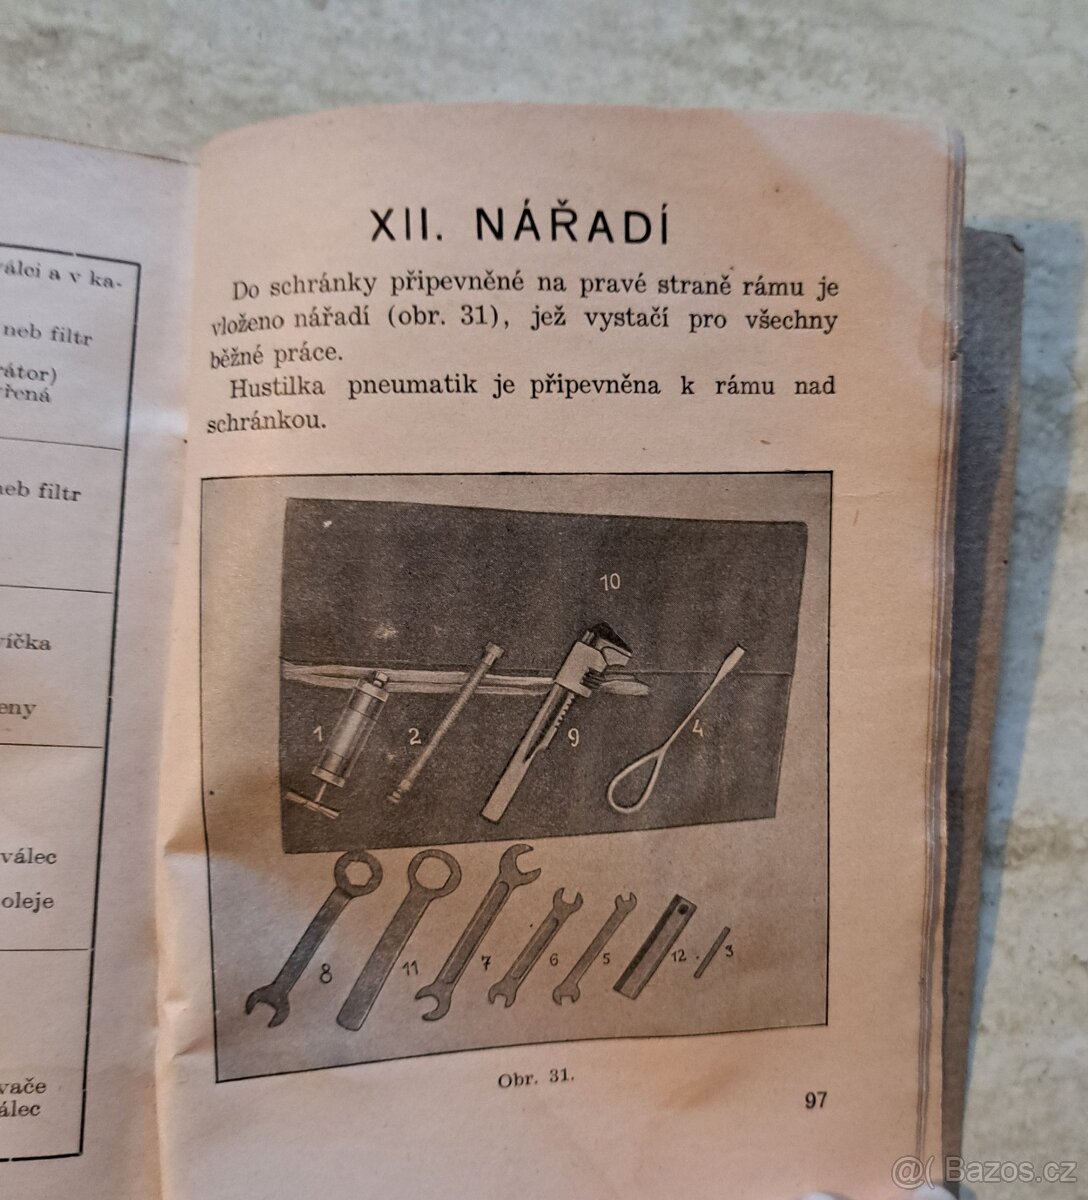 álci a v ka-
neb filtr
rátor)
řená
neb filtr
víčka
eny
válec
oleje
vače
álec
XII. NÁŘADÍ
Do schránky připevněné na pravé straně rámu je
vloženo nářadí (obr. 31), jež vystačí pro všechny
běžné práce.
Hustilka pneumatik je připevněna k rámu nad
schránkou.
10
1
2
9
4
8
11
7
6
5
12
3
Obr. 31.
97
@( Bazos.cz